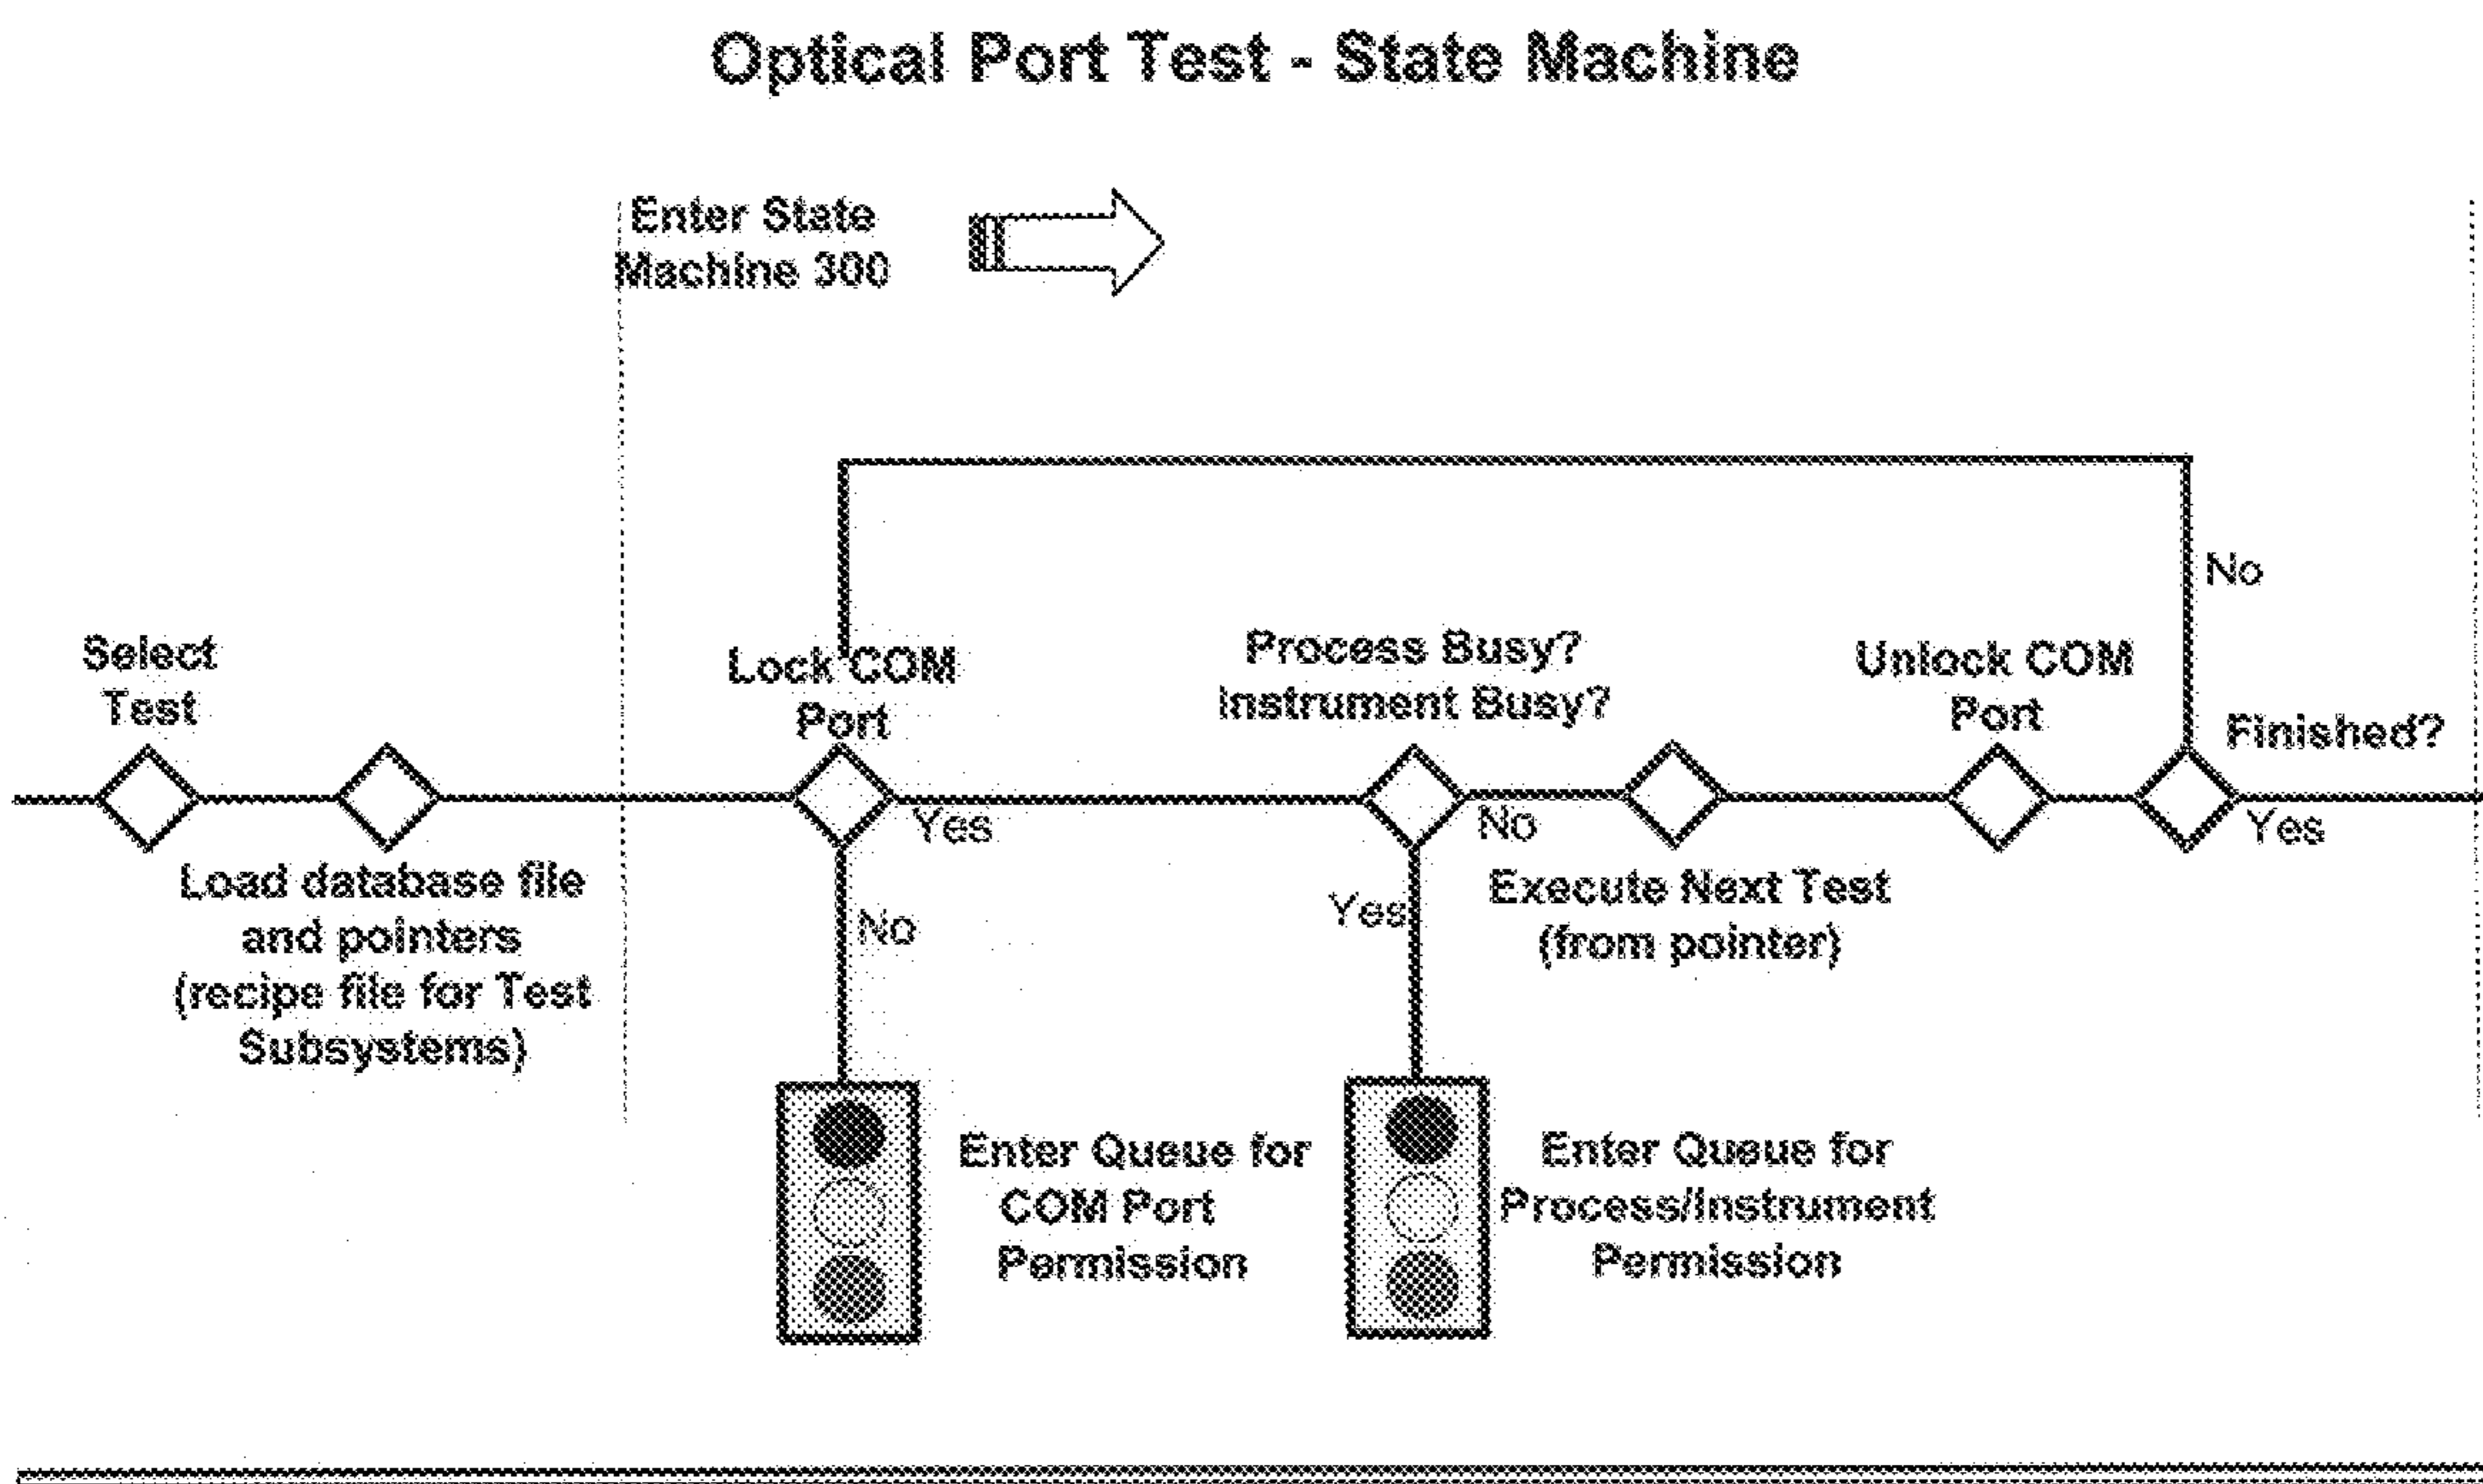 Optical Port Test - State Machine
Enter State
Machine 300
No
Select
Test
Lock COM
Port
Process Busy?
Instrument Busy?
Unlock COM
Port
Finished?
Yes
No
Yes
Load database file
and pointers
(recipe file for Test
Subsystems)
No
Yes
Execute Next Test
(from pointer)
Enter Queue for
COM Port
Permission
Enter Queue for
Process/Instrument
Permission